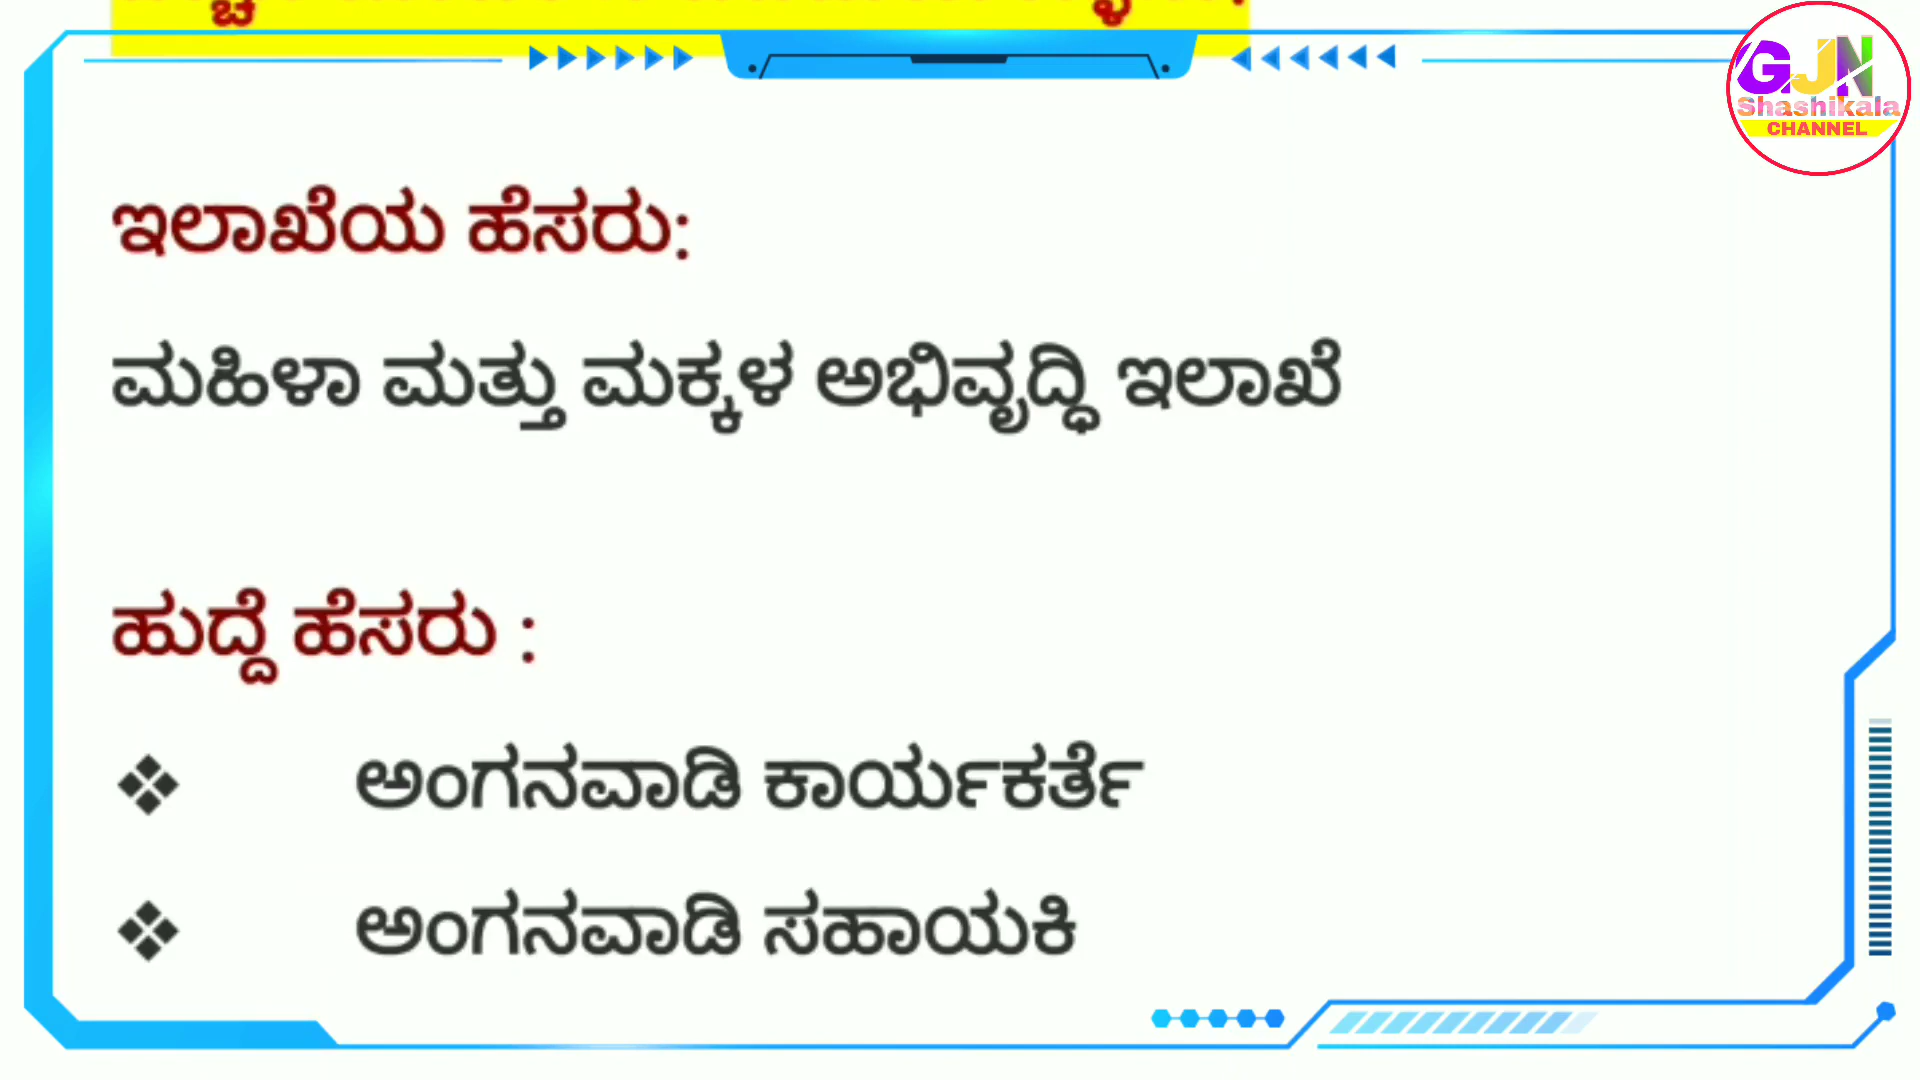 GJN
Shashikala
CHANNEL
ಇಲಾಖೆಯ ಹೆಸರು:
ಮಹಿಳಾ ಮತ್ತು ಮಕ್ಕಳ ಅಭಿವೃದ್ಧಿ ಇಲಾಖೆ
ಹುದ್ದೆ ಹೆಸರು :
❖ ಅಂಗನವಾಡಿ ಕಾರ್ಯಕರ್ತೆ
❖ ಅಂಗನವಾಡಿ ಸಹಾಯಕಿ